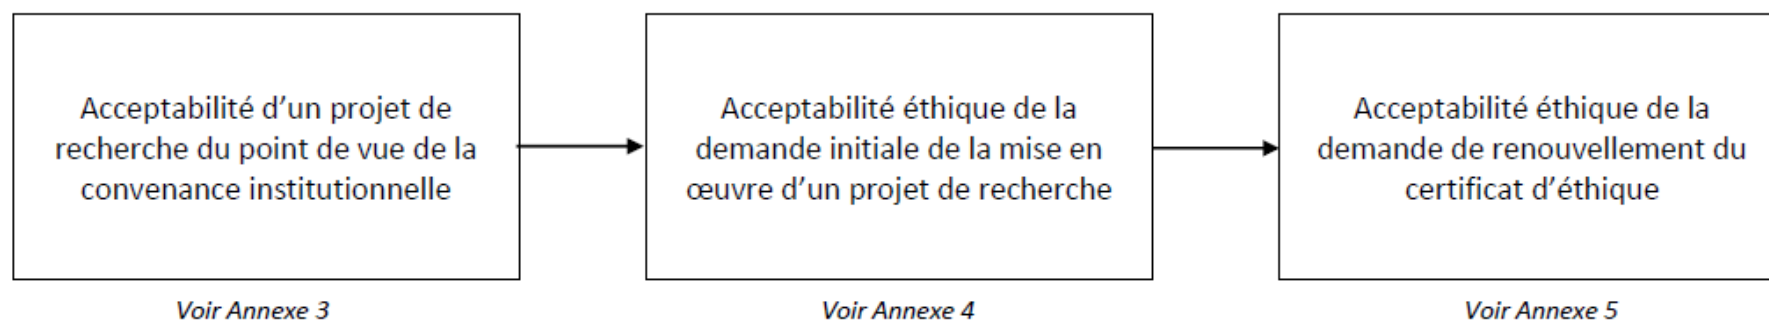 Acceptabilité d’un projet de
recherche du point de vue de la
convenance institutionnelle
Voir Annexe 3
Acceptabilité éthique de la
demande initiale de la mise en
œuvre d’un projet de recherche
Voir Annexe 4
Acceptabilité éthique de la
demande de renouvellement du
certificat d’éthique
Voir Annexe 5